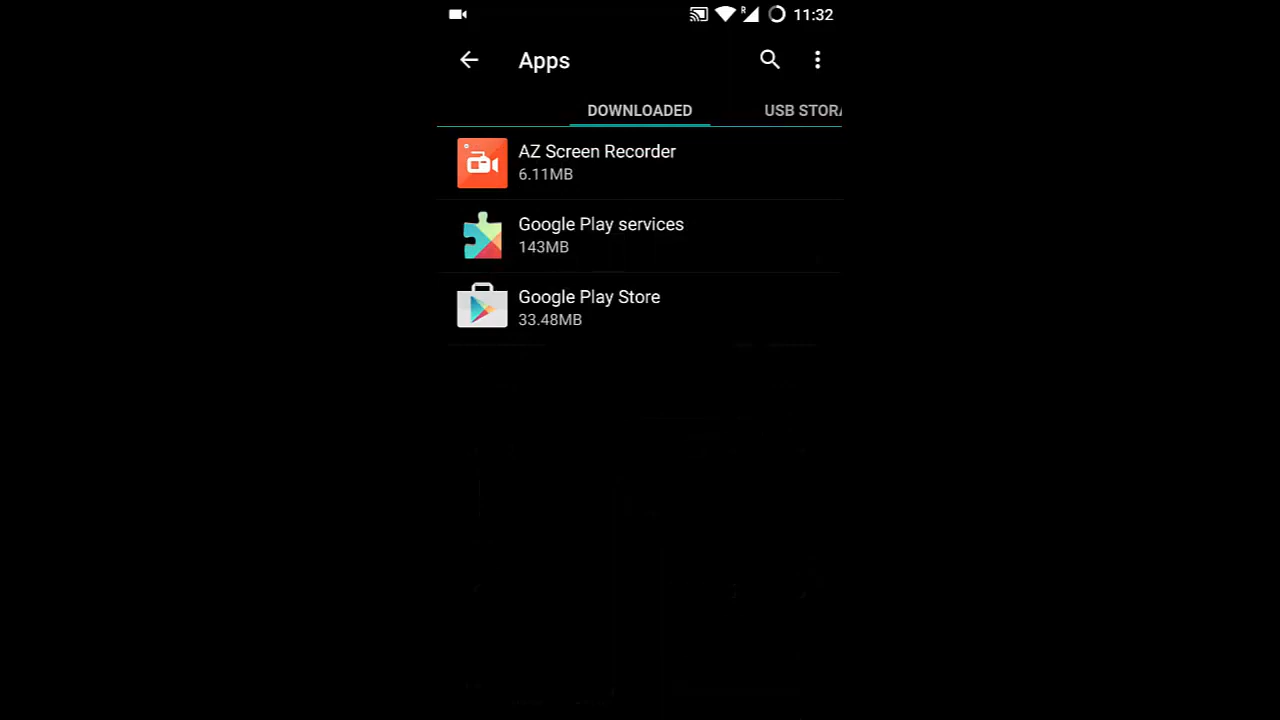 R 11:32
Apps
DOWNLOADED USB STORA
AZ Screen Recorder
6.11MB
Google Play services
143MB
Google Play Store
33.48MB